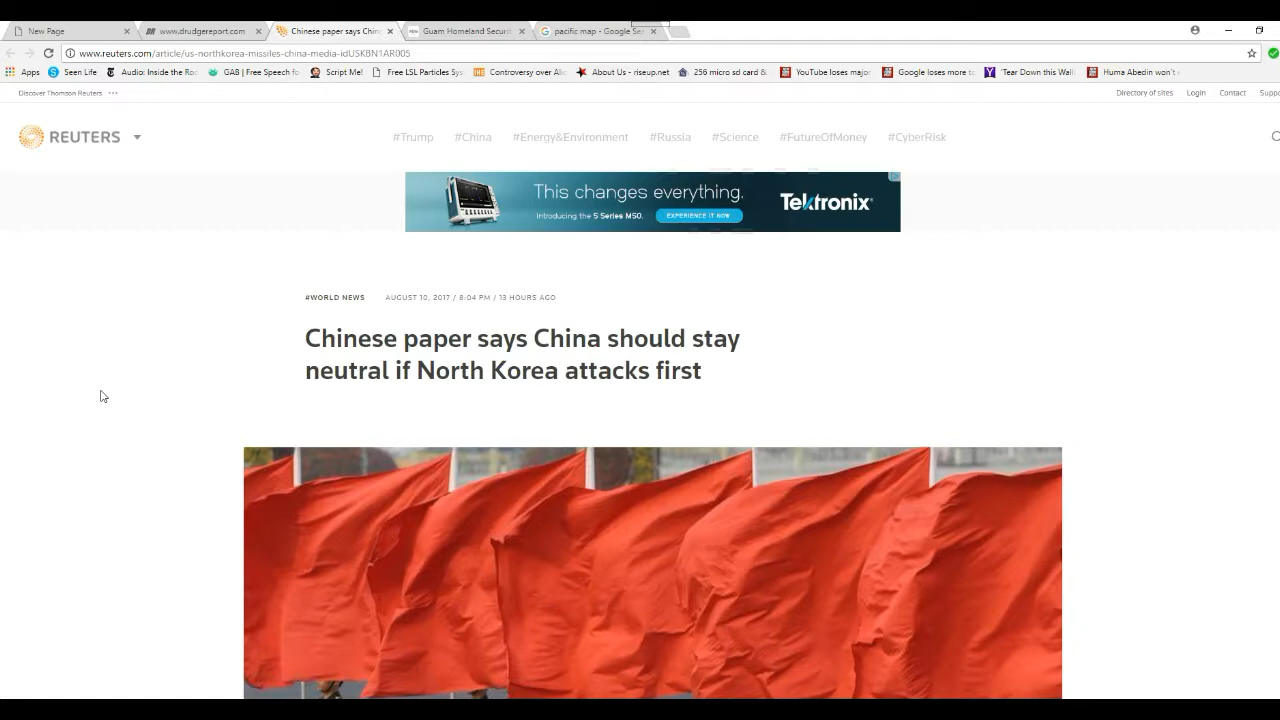 New Page
www.drudgereport.com
Chinese paper says Chin
Guam Homeland Securit
pacific map - Google Se
www.reuters.com/article/us-northkorea-missiles-china-media-idUSKBN1AR005
Apps
Seen Life
Audio: Inside the Roc
GAB | Free Speech fo
Script Me!
Free LSL Particles Sys
Controversy over Alic
About Us - riseup.net
256 micro sd card &
YouTube loses major
Google loses more to
'Tear Down this Wall
Huma Abedin won't
Discover Thomson Reuters
Directory of sites
Login
Contact
Suppo
REUTERS
#Trump
#China
#Energy&Environment
#Russia
#Science
#FutureOfMoney
#CyberRisk
This changes everything.
Introducing the 5 Series MSO.
EXPERIENCE IT NOW
Tektronix
#WORLD NEWS
AUGUST 10, 2017 / 8:04 PM / 13 HOURS AGO
Chinese paper says China should stay
neutral if North Korea attacks first